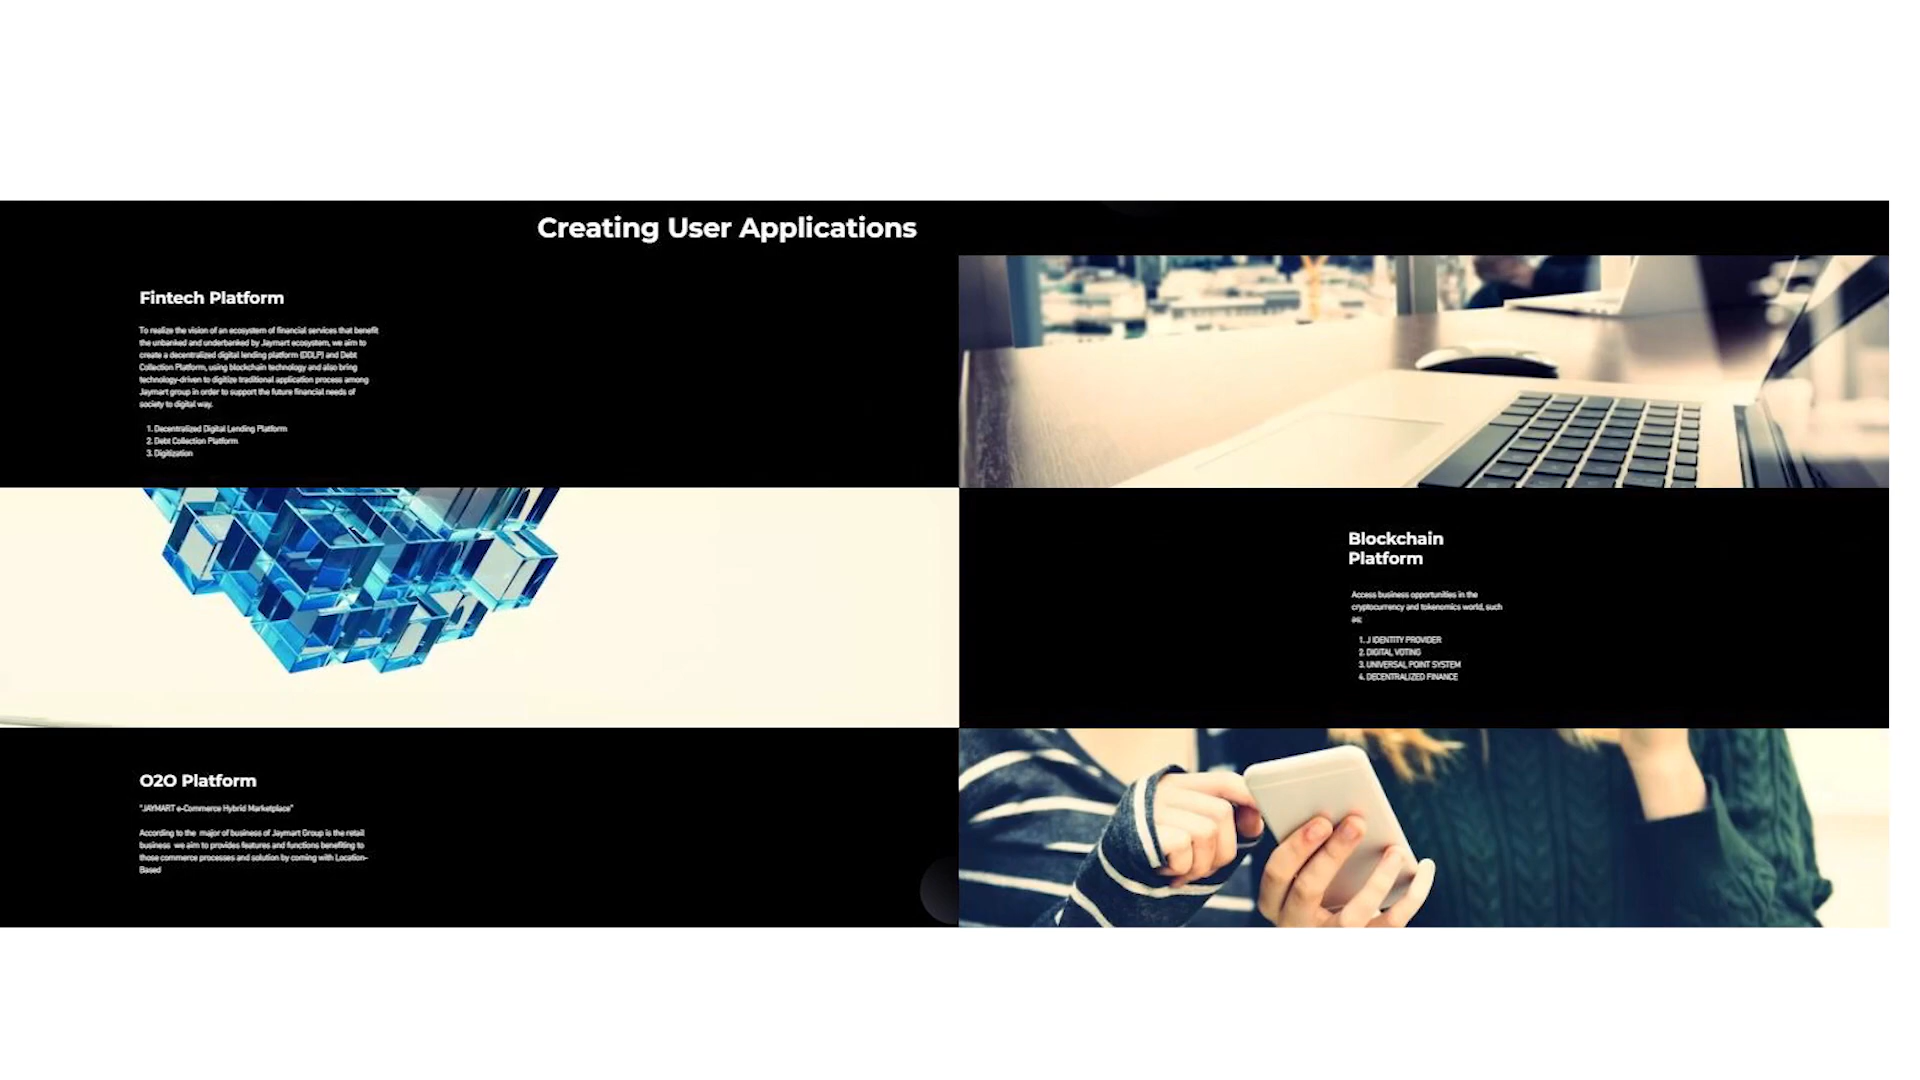 Creating User Applications
Fintech Platform
To realize the vision of an ecosystem of financial services that benefit
the unbanked and underbanked by Jaymart ecosystem, we aim to
create a decentralized digital lending platform (DDLP) and Debt
Collection Platform, using blockchain technology and also bring
technology-driven to digitize traditional application process among
Jaymart group in order to support the future financial needs of
society to digital way.
1. Decentralized Digital Lending Platform
2. Debt Collection Platform
3. Digitization
Blockchain
Platform
Access business opportunities in the
cryptocurrency and tokenomics world, such
as:
1. J IDENTITY PROVIDER
2. DIGITAL VOTING
3. UNIVERSAL POINT SYSTEM
4. DECENTRALIZED FINANCE
O2O Platform
"JAYMART e-Commerce Hybrid Marketplace"
According to the major of business of Jaymart Group is the retail
business we aim to provides features and functions benefiting to
those commerce processes and solution by coming with Location-
Based